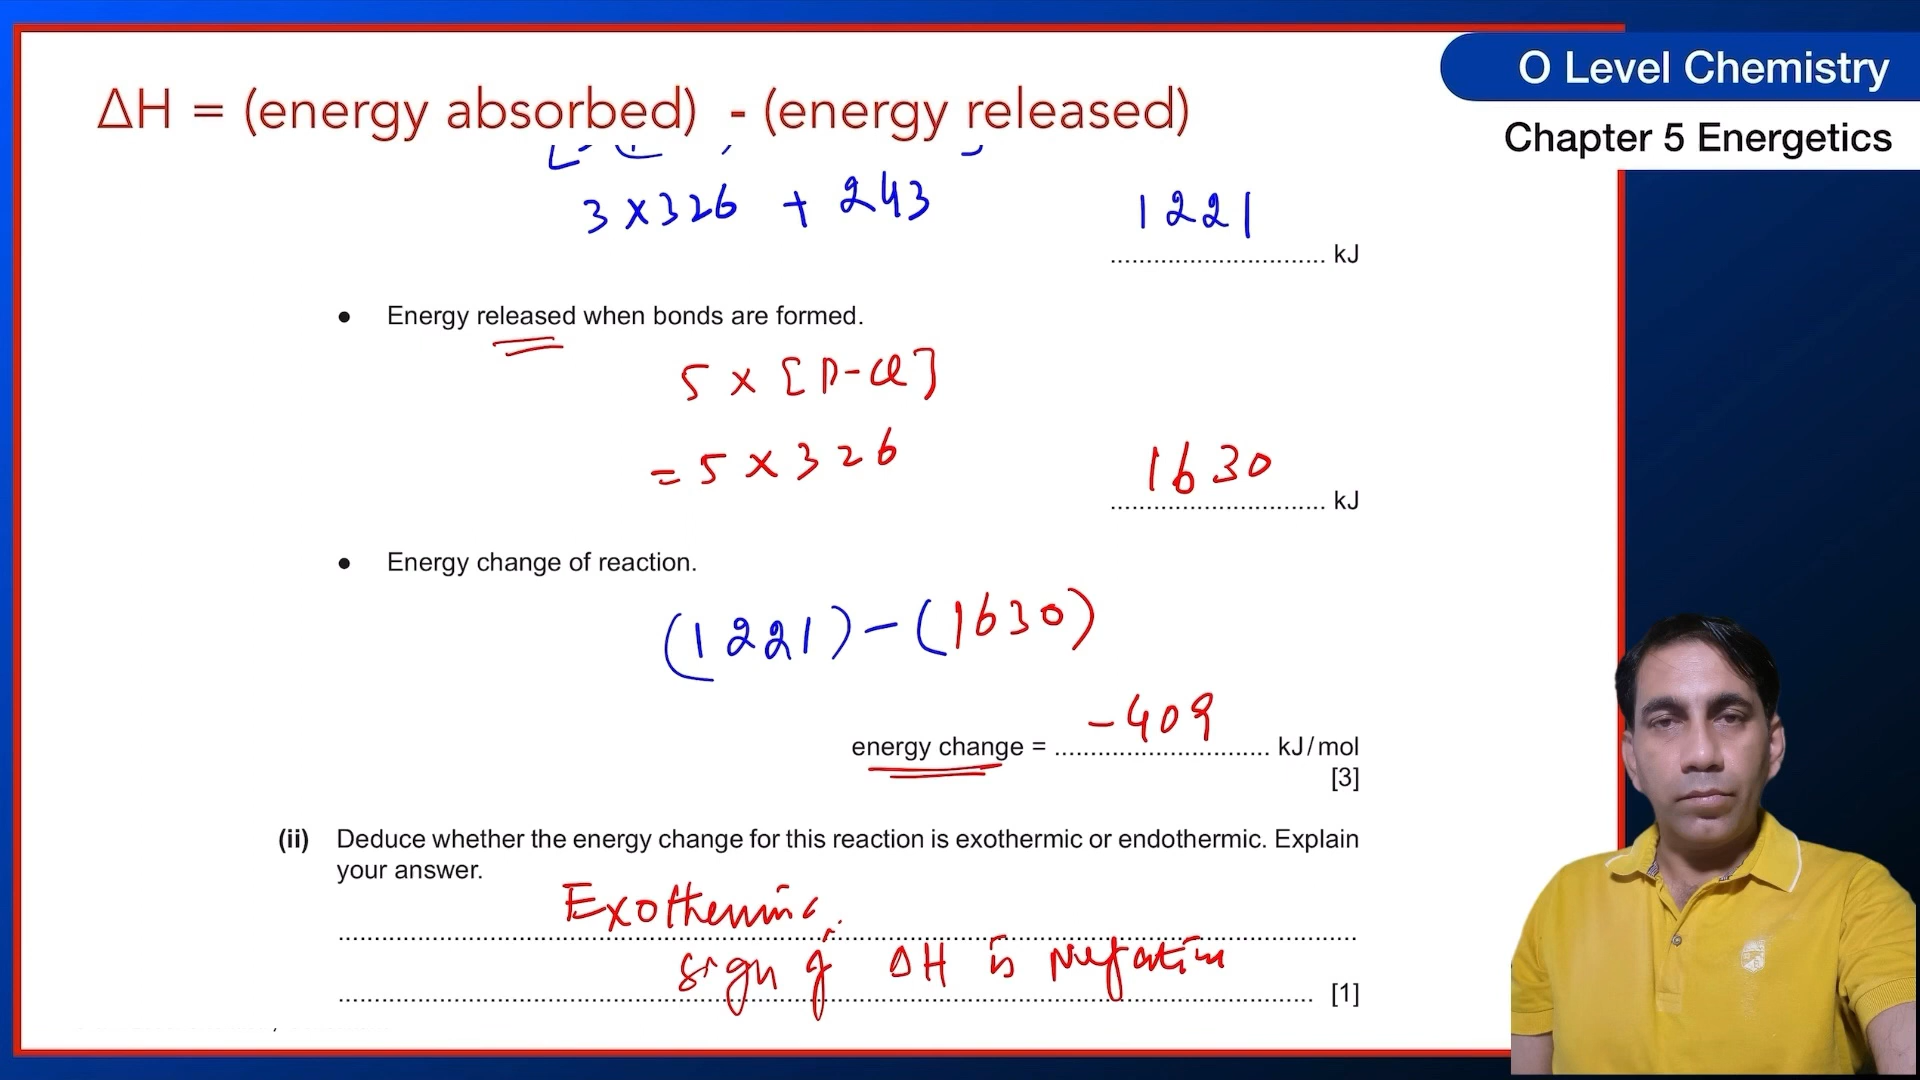 O Level Chemistry
Chapter 5 Energetics
ΔH = (energy absorbed) - (energy released)
3 × 326 + 243
1221
.............................. kJ
• Energy released when bonds are formed.
5 × [P-Cl]
= 5 × 326
1630
.............................. kJ
• Energy change of reaction.
(1221) - (1630)
-409
energy change = .............................. kJ/mol
[3]
(ii) Deduce whether the energy change for this reaction is exothermic or endothermic. Explain
your answer.
Exothermic.
sign of ΔH is Negative
[1]